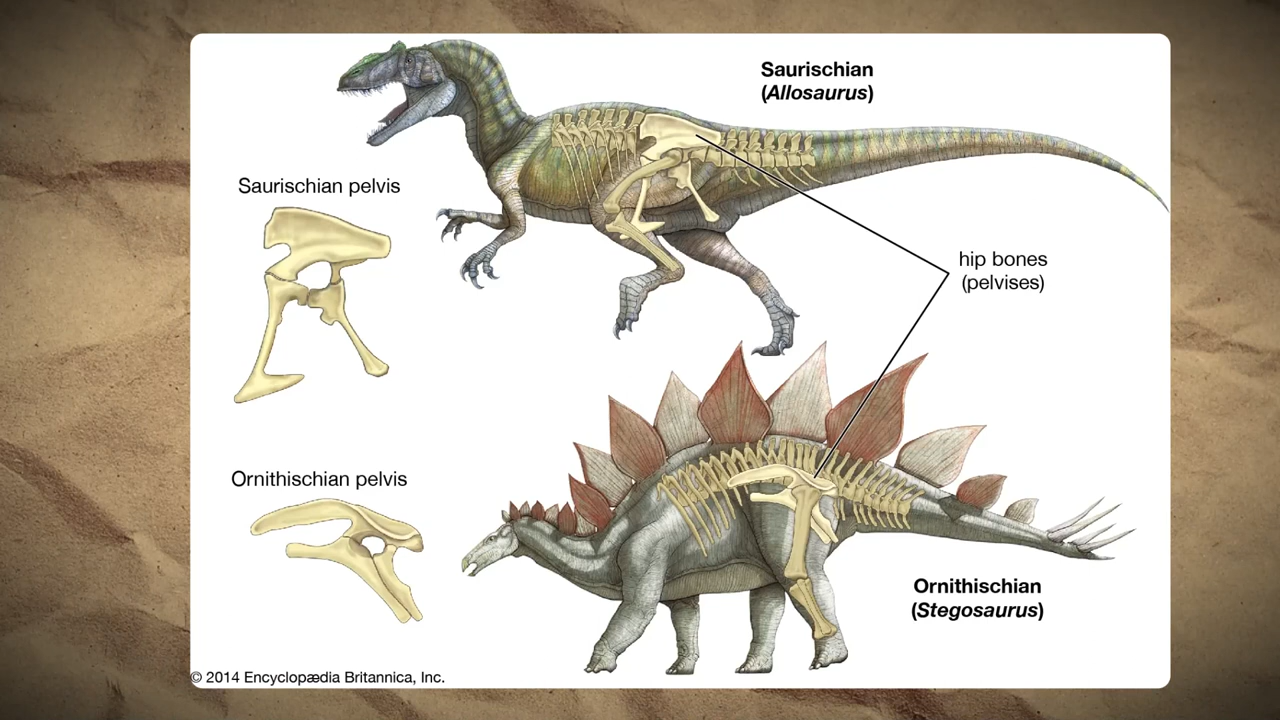 Saurischian
(Allosaurus)
Saurischian pelvis
hip bones
(pelvises)
Ornithischian pelvis
Ornithischian
(Stegosaurus)
© 2014 Encyclopædia Britannica, Inc.